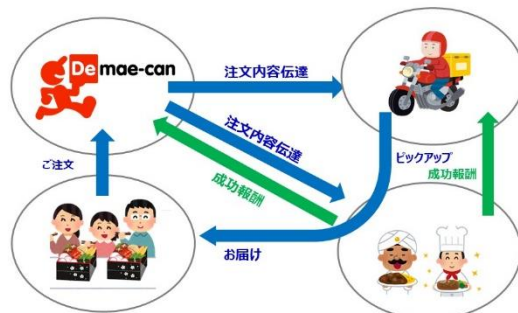 Demae-can
注文内容伝達
注文内容伝達
成功報酬
ご注文
ピックアップ
成功報酬
お届け